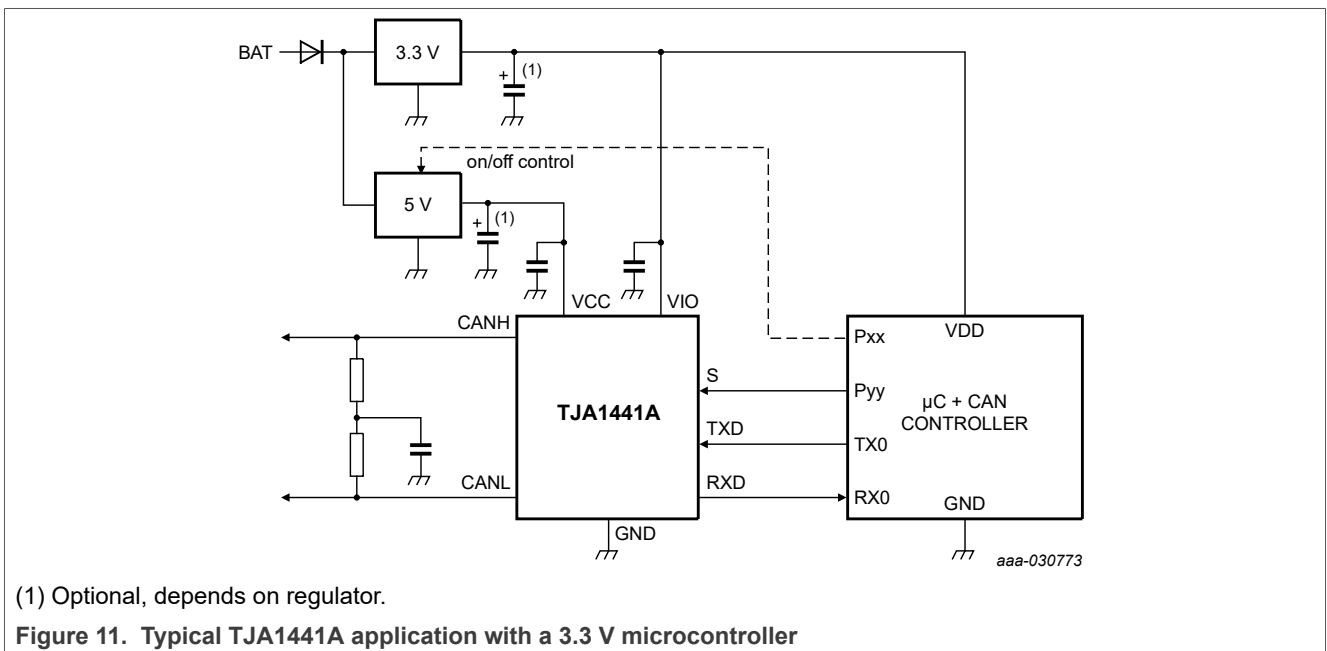 BAT
3.3 V
+
(1)
on/off control
5 V
+
(1)
VCC
VIO
CANH
Pxx
VDD
S
Pyy
µC + CAN
CONTROLLER
TJA1441A
TXD
TX0
CANL
RXD
RX0
GND
GND
aaa-030773
(1) Optional, depends on regulator.
Figure 11. Typical TJA1441A application with a 3.3 V microcontroller